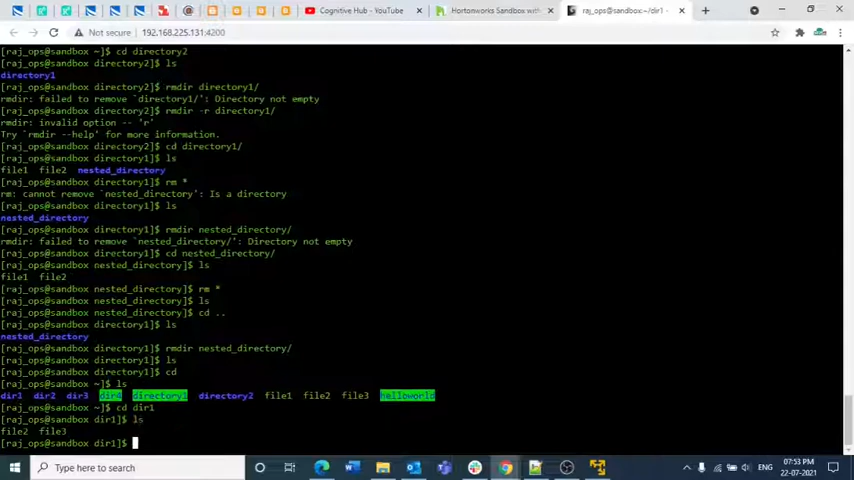 Cognitive Hub - YouTube
Hortonworks Sandbox with
raj_ops@sandbox:~/dir1 -
Not secure
192.168.225.131:4200
[raj_ops@sandbox ~]$ cd directory2
[raj_ops@sandbox directory2]$ ls
directory1
[raj_ops@sandbox directory2]$ rmdir directory1/
rmdir: failed to remove `directory1/': Directory not empty
[raj_ops@sandbox directory2]$ rmdir -r directory1/
rmdir: invalid option -- 'r'
Try `rmdir --help' for more information.
[raj_ops@sandbox directory2]$ cd directory1/
[raj_ops@sandbox directory1]$ ls
file1 file2 nested_directory
[raj_ops@sandbox directory1]$ rm *
rm: cannot remove `nested_directory': Is a directory
[raj_ops@sandbox directory1]$ ls
nested_directory
[raj_ops@sandbox directory1]$ rmdir nested_directory/
rmdir: failed to remove `nested_directory/': Directory not empty
[raj_ops@sandbox directory1]$ cd nested_directory/
[raj_ops@sandbox nested_directory]$ ls
file1 file2
[raj_ops@sandbox nested_directory]$ rm *
[raj_ops@sandbox nested_directory]$ ls
[raj_ops@sandbox nested_directory]$ cd ..
[raj_ops@sandbox directory1]$ ls
nested_directory
[raj_ops@sandbox directory1]$ rmdir nested_directory/
[raj_ops@sandbox directory1]$ ls
[raj_ops@sandbox directory1]$ cd
[raj_ops@sandbox ~]$ ls
dir1 dir2 dir3 dir4 directory1 directory2 file1 file2 file3 helloworld
[raj_ops@sandbox ~]$ cd dir1
[raj_ops@sandbox dir1]$ ls
file2 file3
[raj_ops@sandbox dir1]$
Type here to search
ENG
07:53 PM
22-07-2021